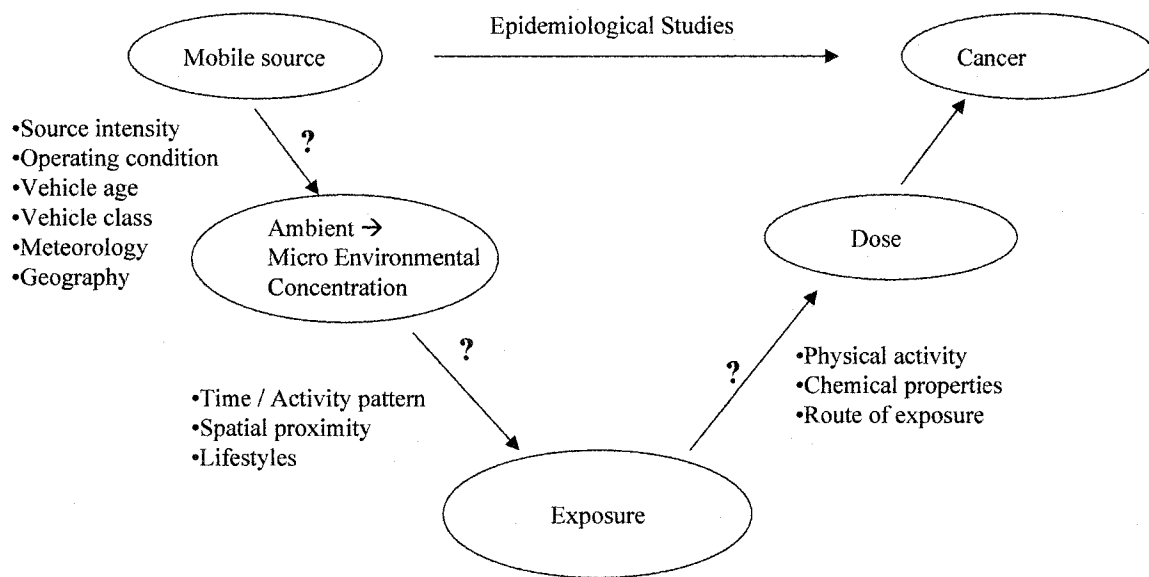 Epidemiological Studies
Mobile source
Cancer
•Source intensity
•Operating condition
•Vehicle age
•Vehicle class
•Meteorology
•Geography
?
Ambient →
Micro Environmental
Concentration
Dose
?
•Time / Activity pattern
•Spatial proximity
•Lifestyles
?
•Physical activity
•Chemical properties
•Route of exposure
Exposure